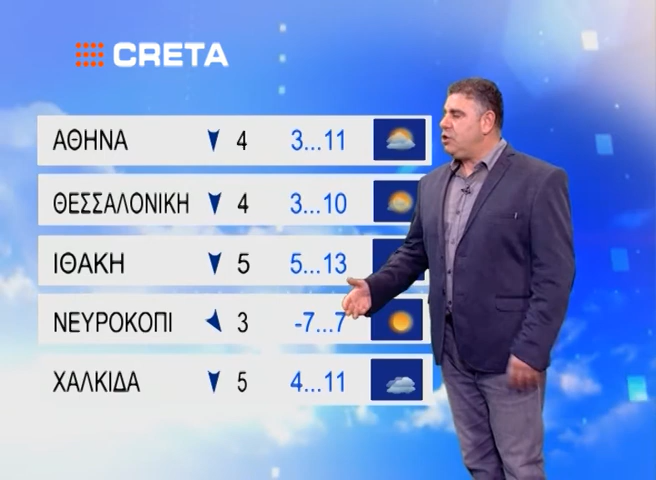 CRETA
ΑΘΗΝΑ 4 3...11
ΘΕΣΣΑΛΟΝΙΚΗ 4 3...10
ΙΘΑΚΗ 5 5...13
ΝΕΥΡΟΚΟΠΙ 3 -7...7
ΧΑΛΚΙΔΑ 5 4...11